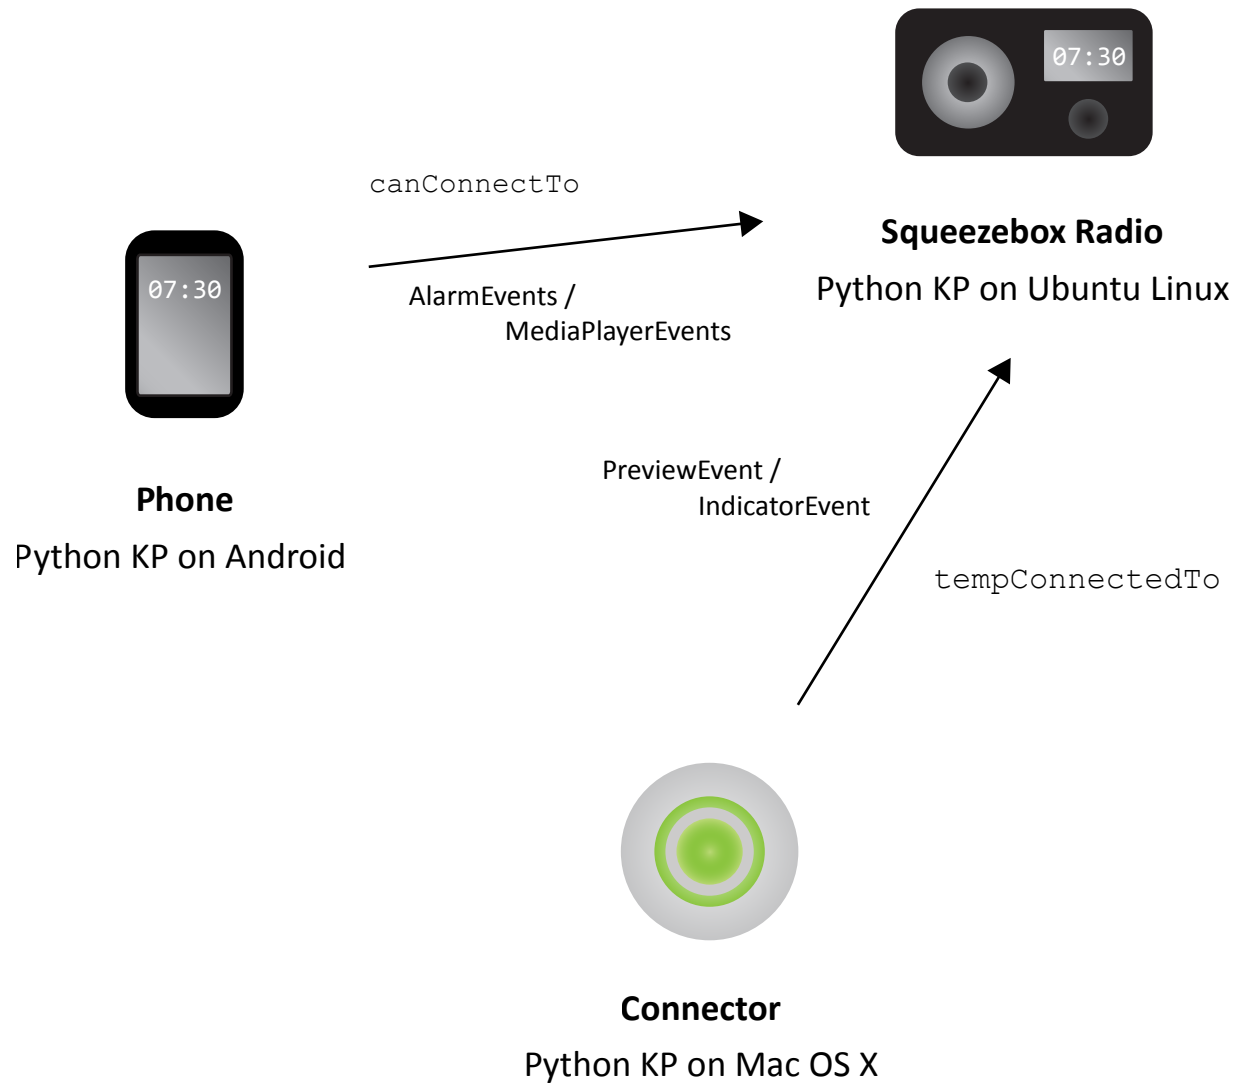 07:30
canConnectTo
Squeezebox Radio
Python KP on Ubuntu Linux
07:30
AlarmEvents /
MediaPlayerEvents
PreviewEvent /
IndicatorEvent
Phone
Python KP on Android
tempConnectedTo
Connector
Python KP on Mac OS X